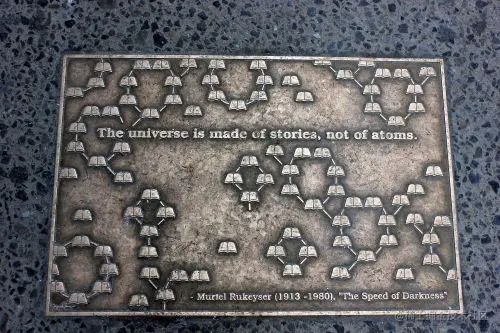 The universe is made of stories, not of atoms.
- Muriel Rukeyser (1913 -1980), "The Speed of Darkness"